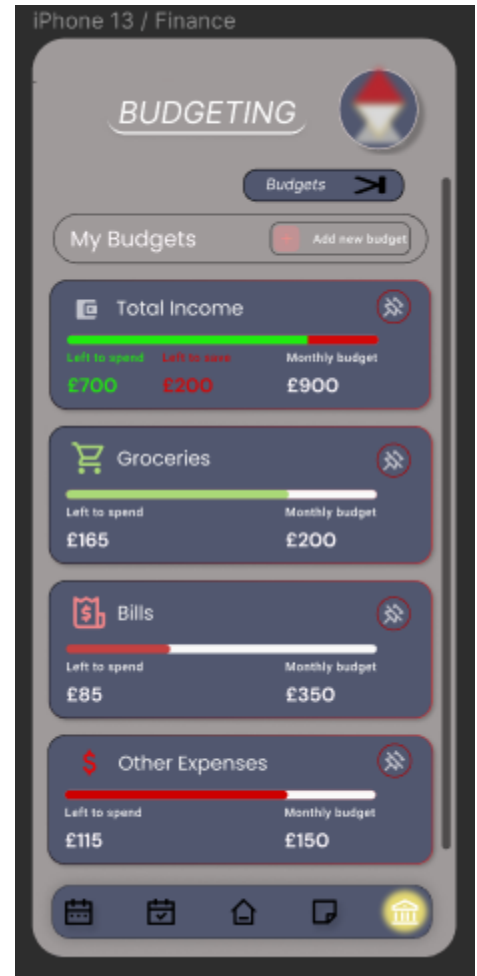 iPhone 13 / Finance
BUDGETING
Budgets
My Budgets
Add new budget
Total Income
Left to spend Left to save Monthly budget
£700 £200 £900
Groceries
Left to spend Monthly budget
£165 £200
Bills
Left to spend Monthly budget
£85 £350
Other Expenses
Left to spend Monthly budget
£115 £150